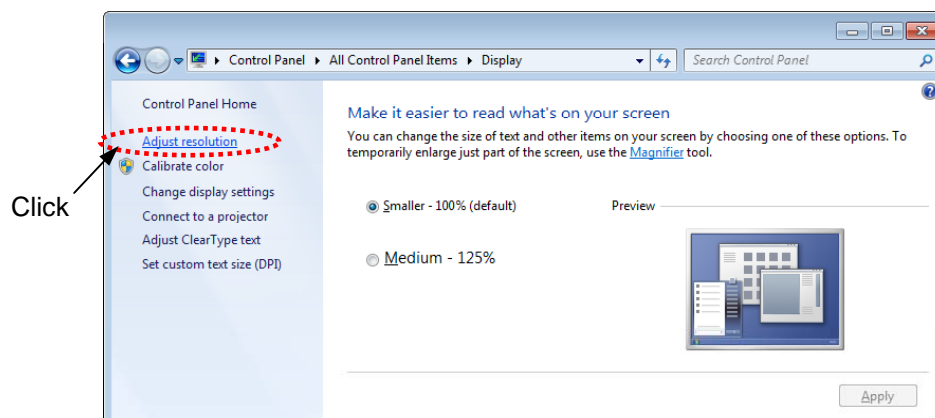 Control Panel ▸ All Control Panel Items ▸ Display
Search Control Panel
Control Panel Home
Adjust resolution
Calibrate color
Change display settings
Connect to a projector
Adjust ClearType text
Set custom text size (DPI)
Click
Make it easier to read what's on your screen
You can change the size of text and other items on your screen by choosing one of these options. To
temporarily enlarge just part of the screen, use the Magnifier tool.
Smaller - 100% (default)
Preview
Medium - 125%
Apply